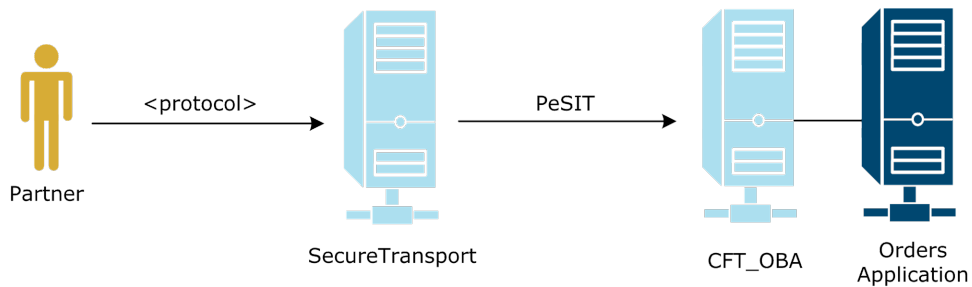 <protocol>
PeSIT
Partner
SecureTransport
CFT_OBA
Orders
Application